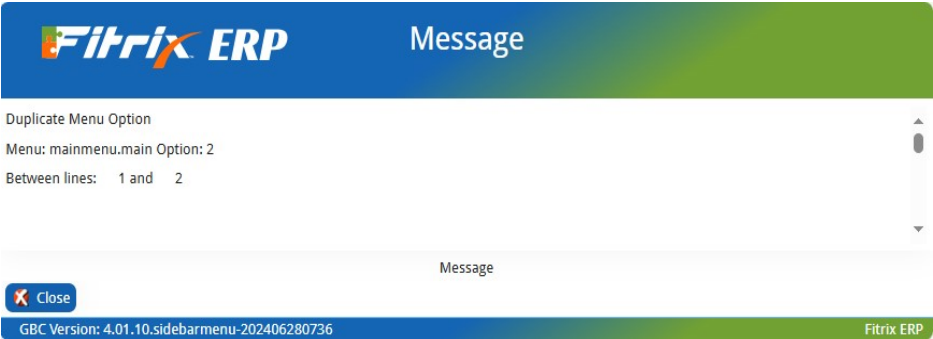 Fitrix ERP
Message
Duplicate Menu Option
Menu: mainmenu.main Option: 2
Between lines: 1 and 2
Message
Close
GBC Version: 4.01.10.sidebarmenu-202406280736
Fitrix ERP